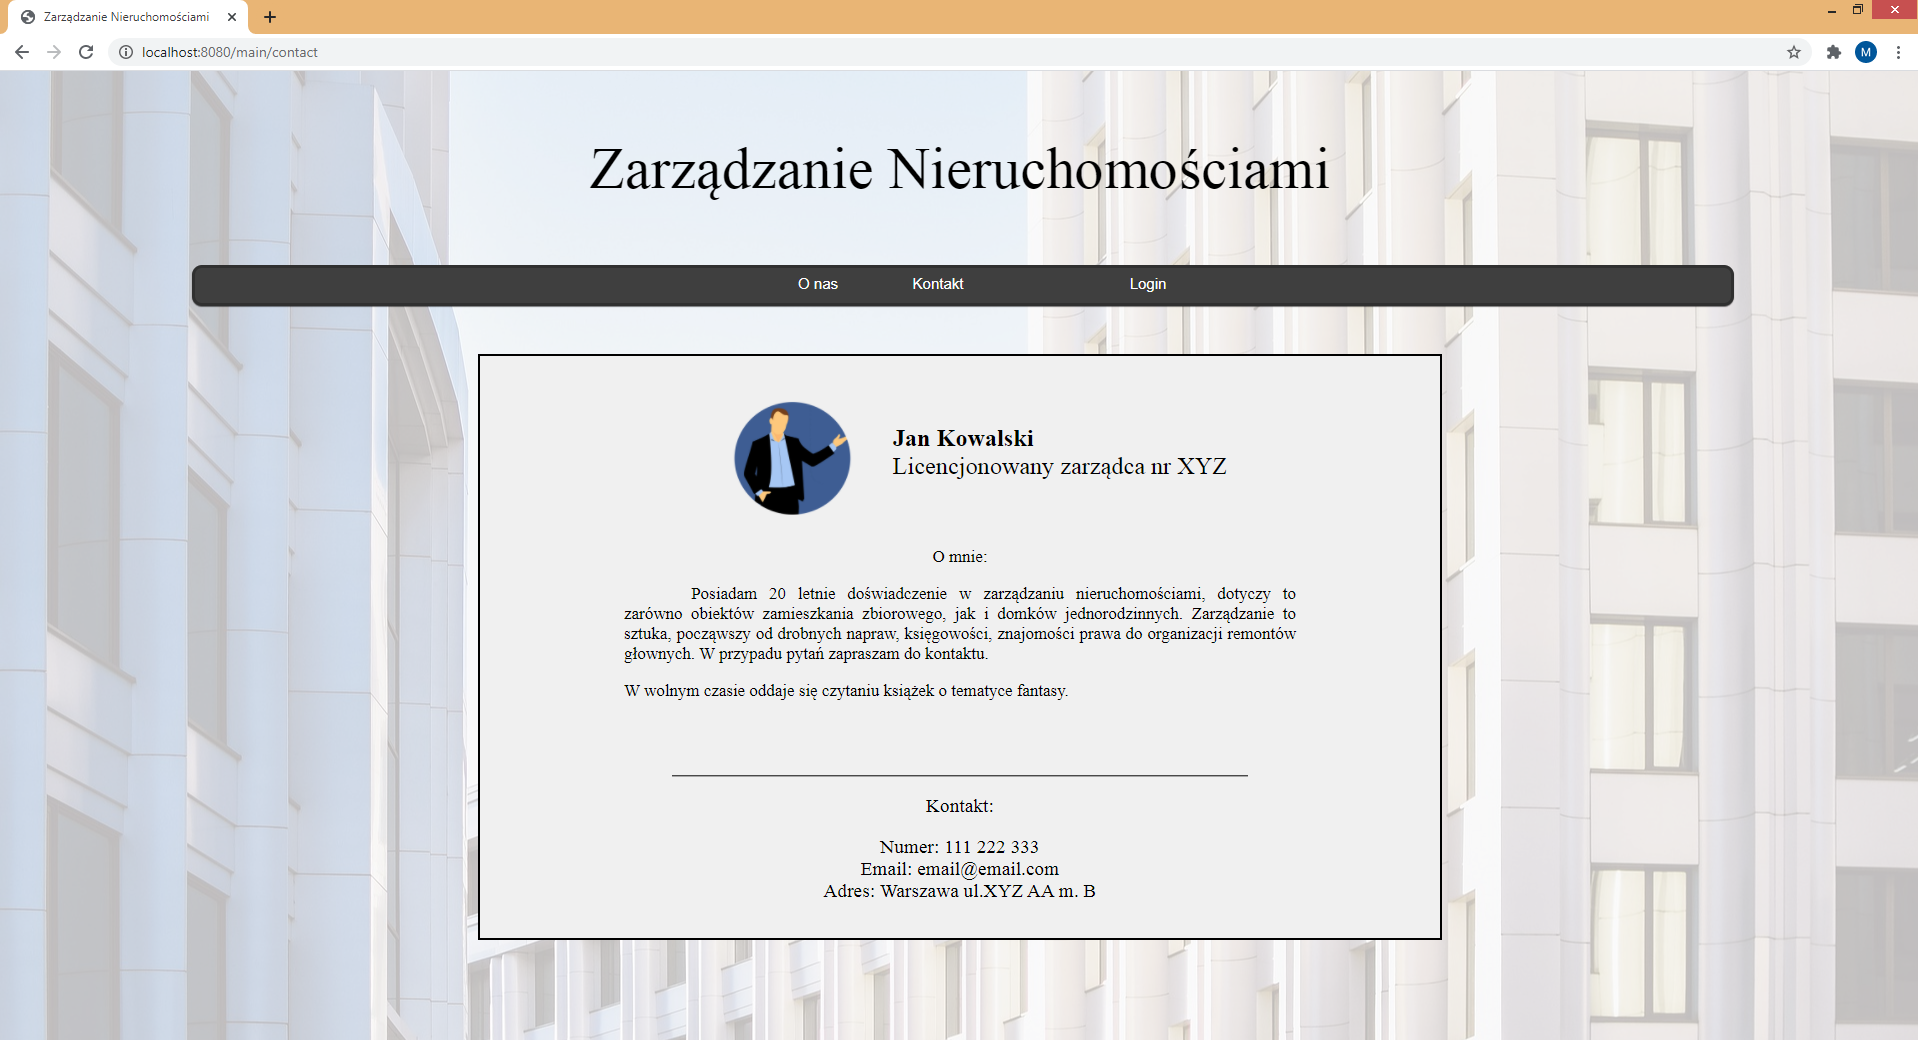 Zarządzanie Nieruchomościami
localhost:8080/main/contact
M
Zarządzanie Nieruchomościami
O nas Kontakt Login
Jan Kowalski
Licencjonowany zarządca nr XYZ
O mnie:
Posiadam 20 letnie doświadczenie w zarządzaniu nieruchomościami, dotyczy to
zarówno obiektów zamieszkania zbiorowego, jak i domków jednorodzinnych. Zarządzanie to
sztuka, począwszy od drobnych napraw, księgowości, znajomości prawa do organizacji remontów
głownych. W przypadu pytań zapraszam do kontaktu.
W wolnym czasie oddaje się czytaniu książek o tematyce fantasy.
Kontakt:
Numer: 111 222 333
Email: email@email.com
Adres: Warszawa ul.XYZ AA m. B